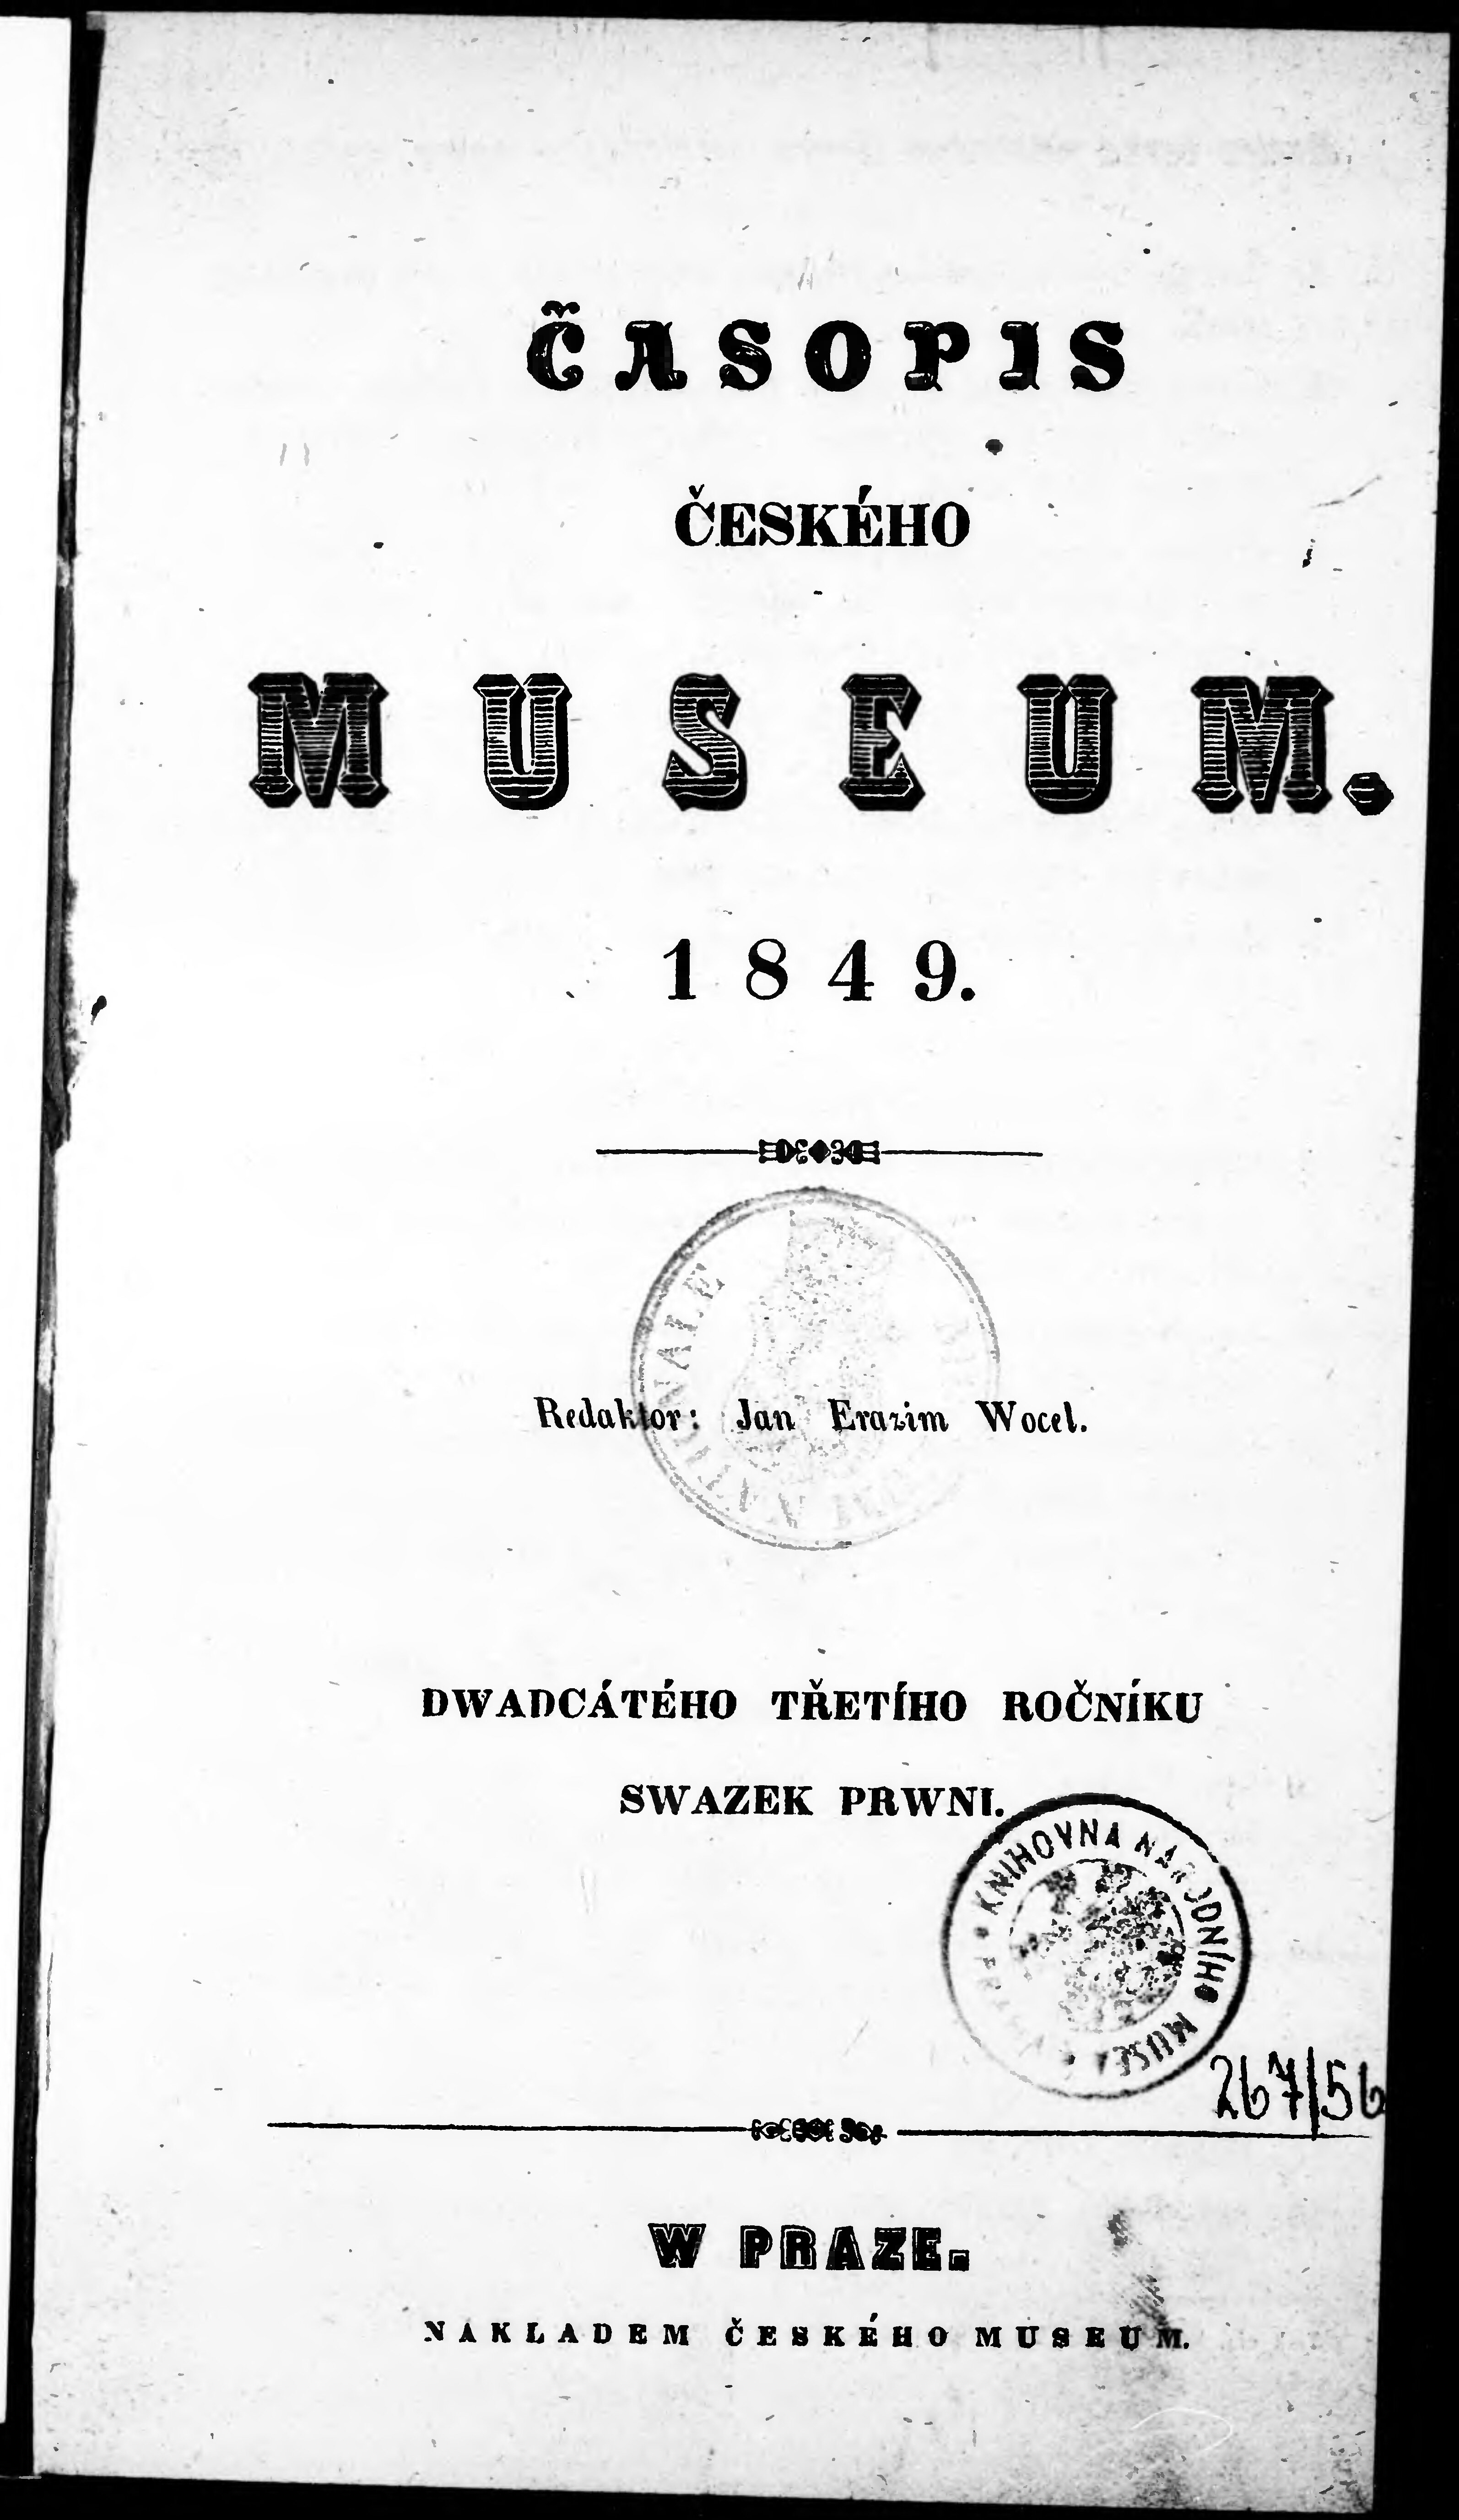 ČASOPIS
ČESKÉHO
MUSEUM.
1849.
Redaktor: Jan Erazim Wocel.
DWADCÁTÉHO TŘETÍHO ROČNÍKU
SWAZEK PRWNI.
KNIHOVNA NÁRODNÍHO MUSEA
267/56
W PRAZE.
NAKLADEM ČESKÉHO MUSEUM.